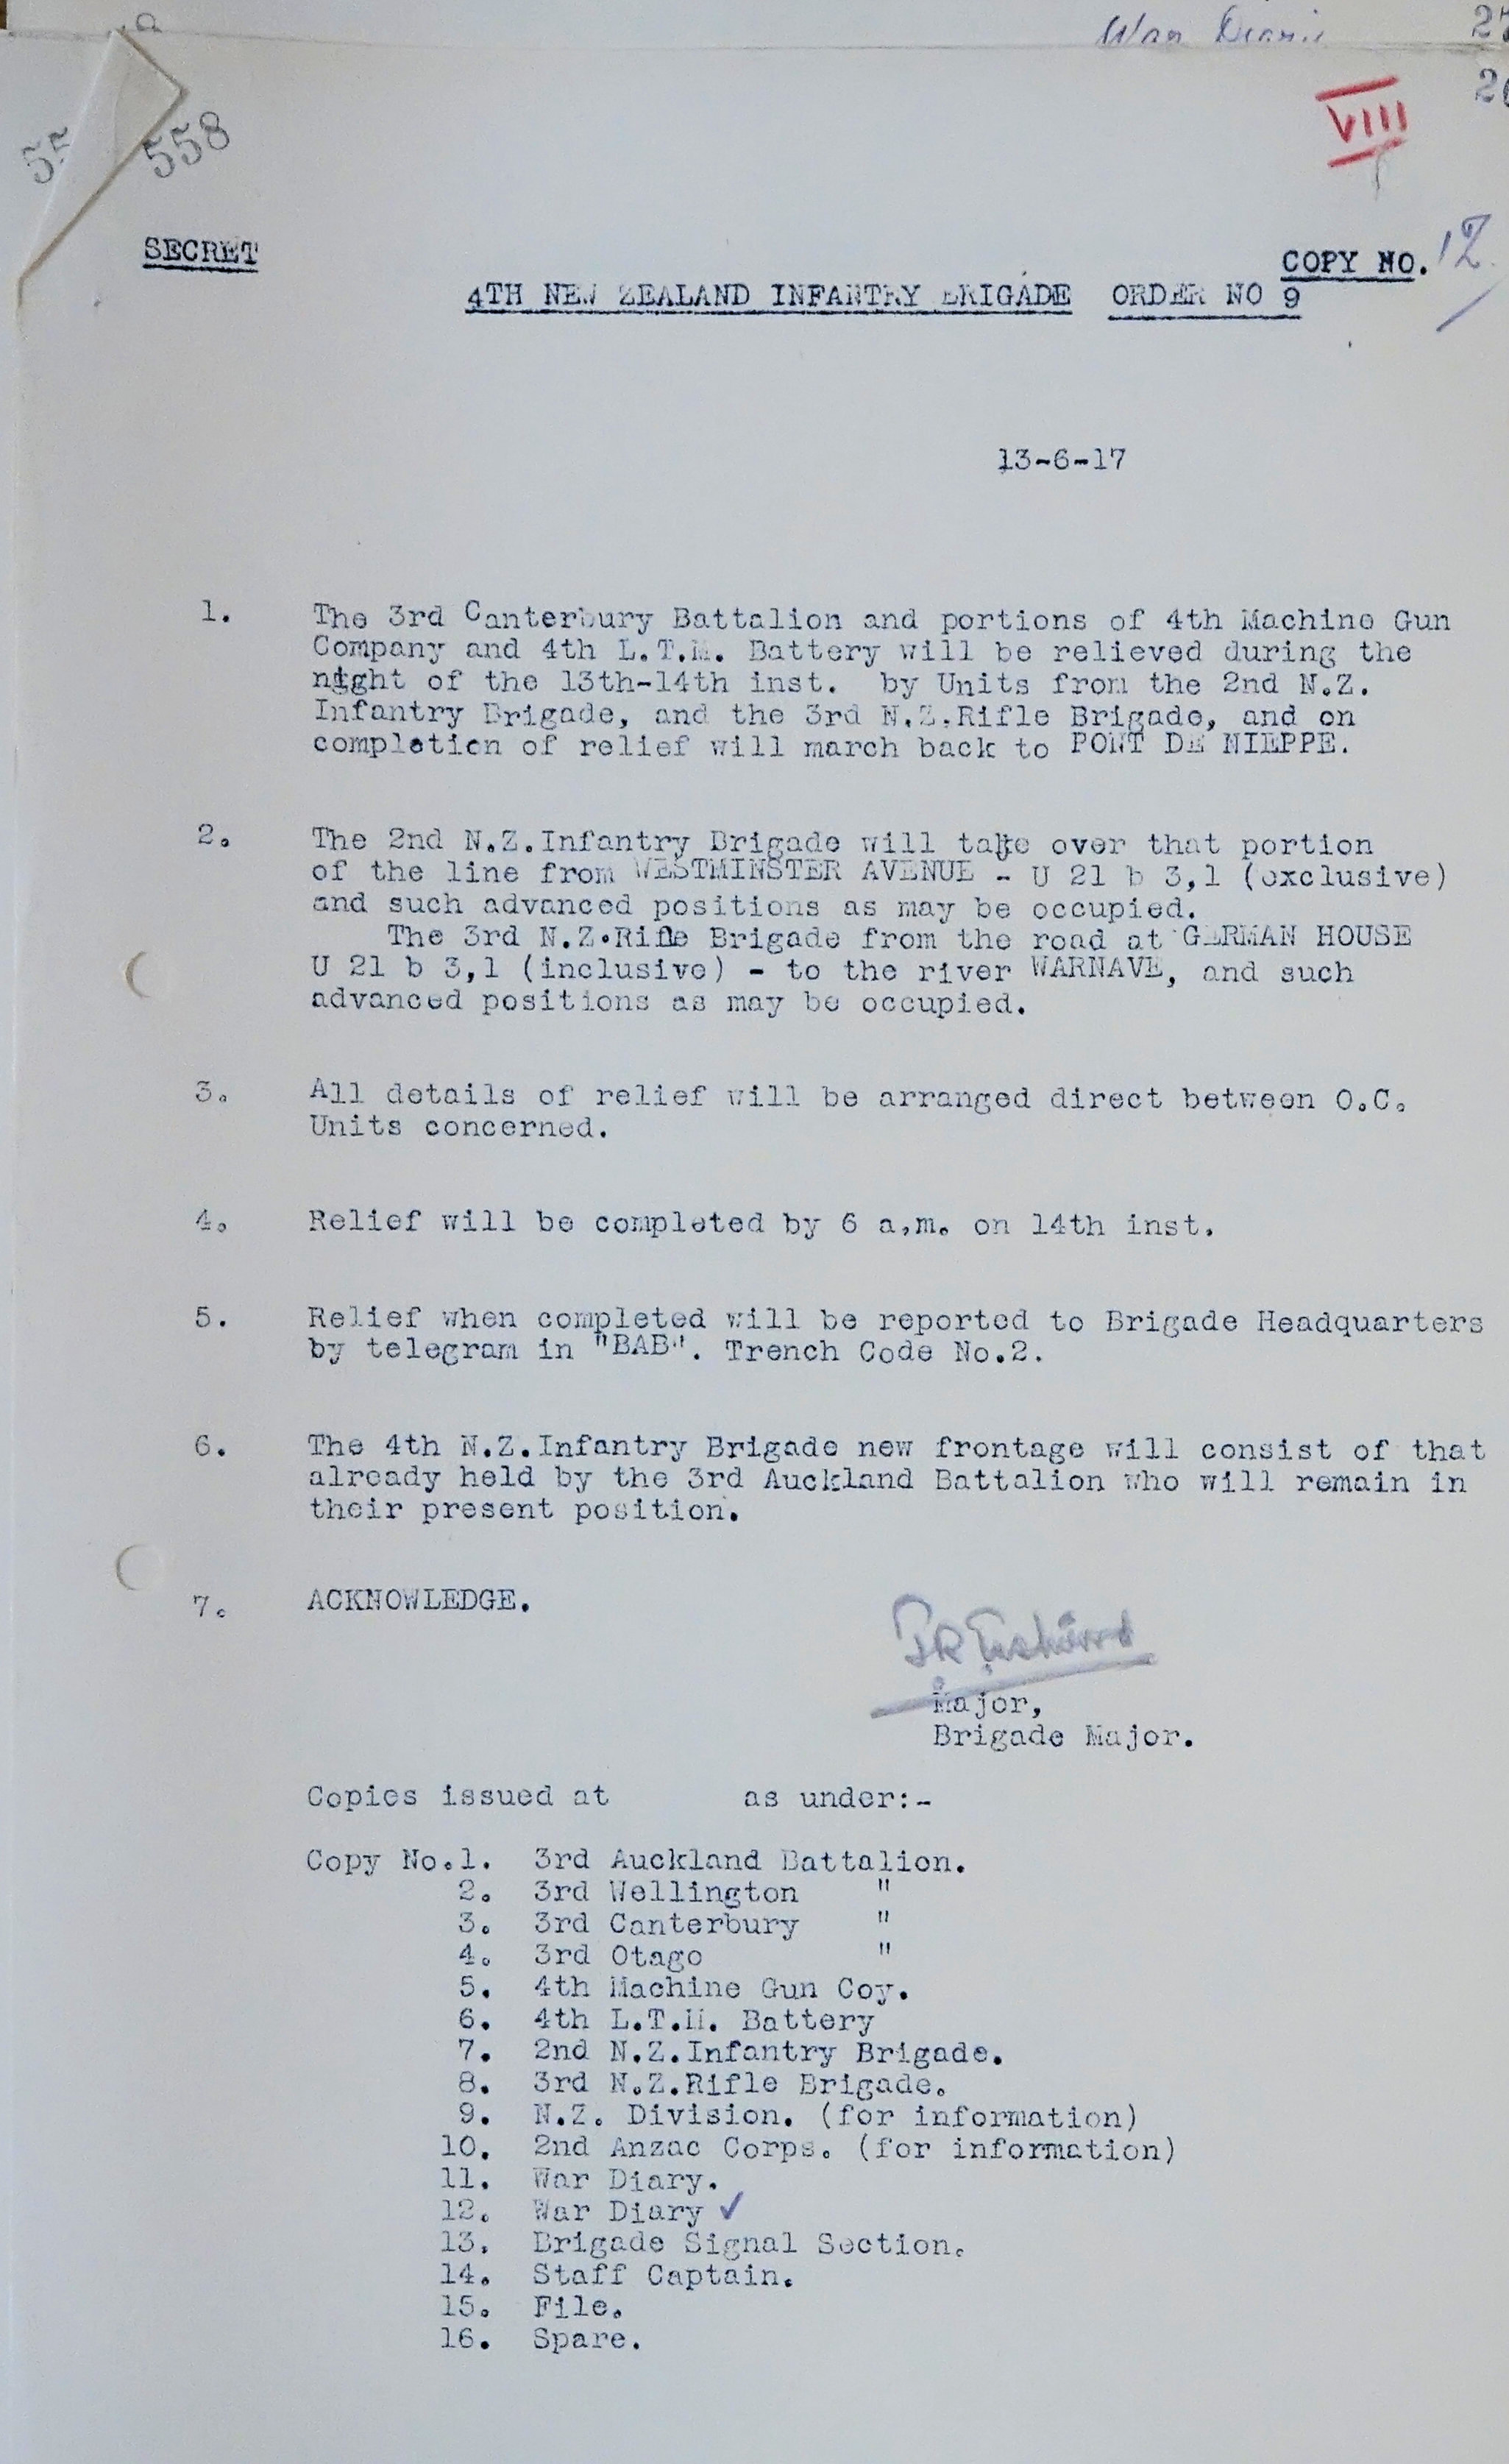 War
27
VIII
558
SECRET
COPY NO. 12
4TH NEW ZEALAND INFANTRY BRIGADE ORDER NO 9
13-6-17
1. The 3rd Canterbury Battalion and portions of 4th Machine Gun
Company and 4th L.T.M. Battery will be relieved during the
night of the 13th-14th inst. by Units from the 2nd N.Z.
Infantry Brigade, and the 3rd N.Z.Rifle Brigade, and on
completion of relief will march back to PONT DE NIEPPE.
2. The 2nd N.Z.Infantry Brigade will take over that portion
of the line from WESTMINSTER AVENUE - U 21 b 3,1 (exclusive)
and such advanced positions as may be occupied.
The 3rd N.Z.Rifle Brigade from the road at GERMAN HOUSE
U 21 b 3,1 (inclusive) - to the river WARNAVE, and such
advanced positions as may be occupied.
3. All details of relief will be arranged direct between O.C.
Units concerned.
4. Relief will be completed by 6 a.m. on 14th inst.
5. Relief when completed will be reported to Brigade Headquarters
by telegram in "BAB". Trench Code No.2.
6. The 4th N.Z.Infantry Brigade new frontage will consist of that
already held by the 3rd Auckland Battalion who will remain in
their present position.
7. ACKNOWLEDGE.
Major,
Brigade Major.
Copies issued at as under:-
Copy No.1. 3rd Auckland Battalion.
2. 3rd Wellington "
3. 3rd Canterbury "
4. 3rd Otago "
5. 4th Machine Gun Coy.
6. 4th L.T.M. Battery
7. 2nd N.Z.Infantry Brigade.
8. 3rd N.Z.Rifle Brigade.
9. N.Z. Division. (for information)
10. 2nd Anzac Corps. (for information)
11. War Diary.
12. War Diary ✓
13. Brigade Signal Section.
14. Staff Captain.
15. File.
16. Spare.